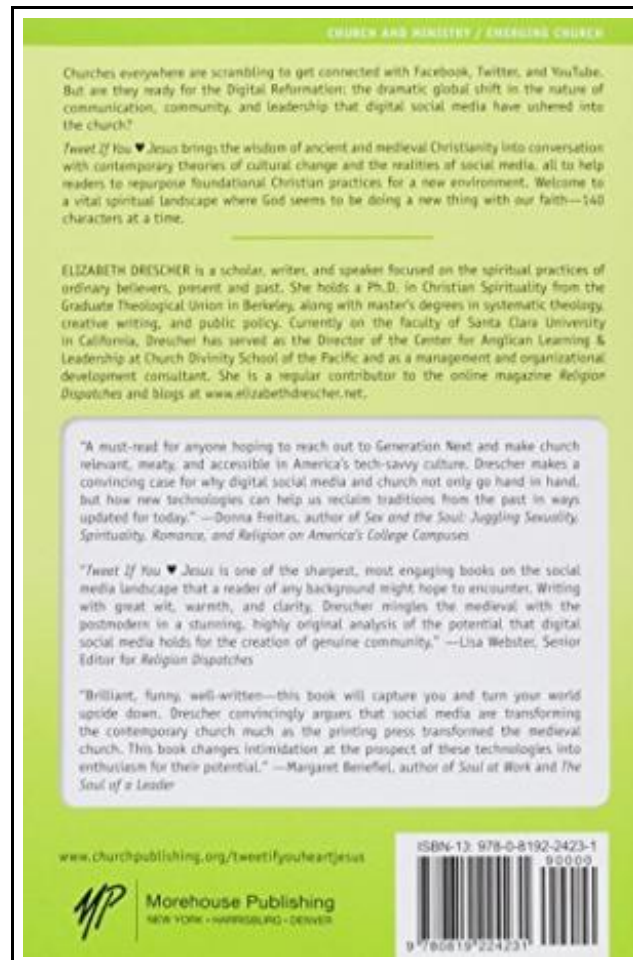 CHURCH AND MINISTRY / EMERGING CHURCH
Churches everywhere are scrambling to get connected with Facebook, Twitter, and YouTube.
But are they ready for the Digital Reformation: the dramatic global shift in the nature of
communication, community, and leadership that digital social media have ushered into
the church?
Tweet If You ♥ Jesus brings the wisdom of ancient and medieval Christianity into conversation
with contemporary theories of cultural change and the realities of social media, all to help
readers to repurpose foundational Christian practices for a new environment. Welcome to
a vital spiritual landscape where God seems to be doing a new thing with our faith—140
characters at a time.
ELIZABETH DRESCHER is a scholar, writer, and speaker focused on the spiritual practices of
ordinary believers, present and past. She holds a Ph.D. in Christian Spirituality from the
Graduate Theological Union in Berkeley, along with master's degrees in systematic theology,
creative writing, and public policy. Currently on the faculty of Santa Clara University
in California, Drescher has served as the Director of the Center for Anglican Learning &
Leadership at Church Divinity School of the Pacific and as a management and organizational
development consultant. She is a regular contributor to the online magazine Religion
Dispatches and blogs at www.elizabethdrescher.net.
"A must-read for anyone hoping to reach out to Generation Next and make church
relevant, meaty, and accessible in America's tech-savvy culture. Drescher makes a
convincing case for why digital social media and church not only go hand in hand,
but how new technologies can help us reclaim traditions from the past in ways
updated for today." —Donna Freitas, author of Sex and the Soul: Juggling Sexuality,
Spirituality, Romance, and Religion on America's College Campuses
"Tweet If You ♥ Jesus is one of the sharpest, most engaging books on the social
media landscape that a reader of any background might hope to encounter. Writing
with great wit, warmth, and clarity, Drescher mingles the medieval with the
postmodern in a stunning, highly original analysis of the potential that digital
social media holds for the creation of genuine community." —Lisa Webster, Senior
Editor for Religion Dispatches
"Brilliant, funny, well-written—this book will capture you and turn your world
upside down. Drescher convincingly argues that social media are transforming
the contemporary church much as the printing press transformed the medieval
church. This book changes intimidation at the prospect of these technologies into
enthusiasm for their potential." —Margaret Benefiel, author of Soul at Work and The
Soul of a Leader
www.churchpublishing.org/tweetifyouheartjesus
MP
Morehouse Publishing
NEW YORK • HARRISBURG • DENVER
ISBN-13: 978-0-8192-2423-1
90000
9 780819 224231